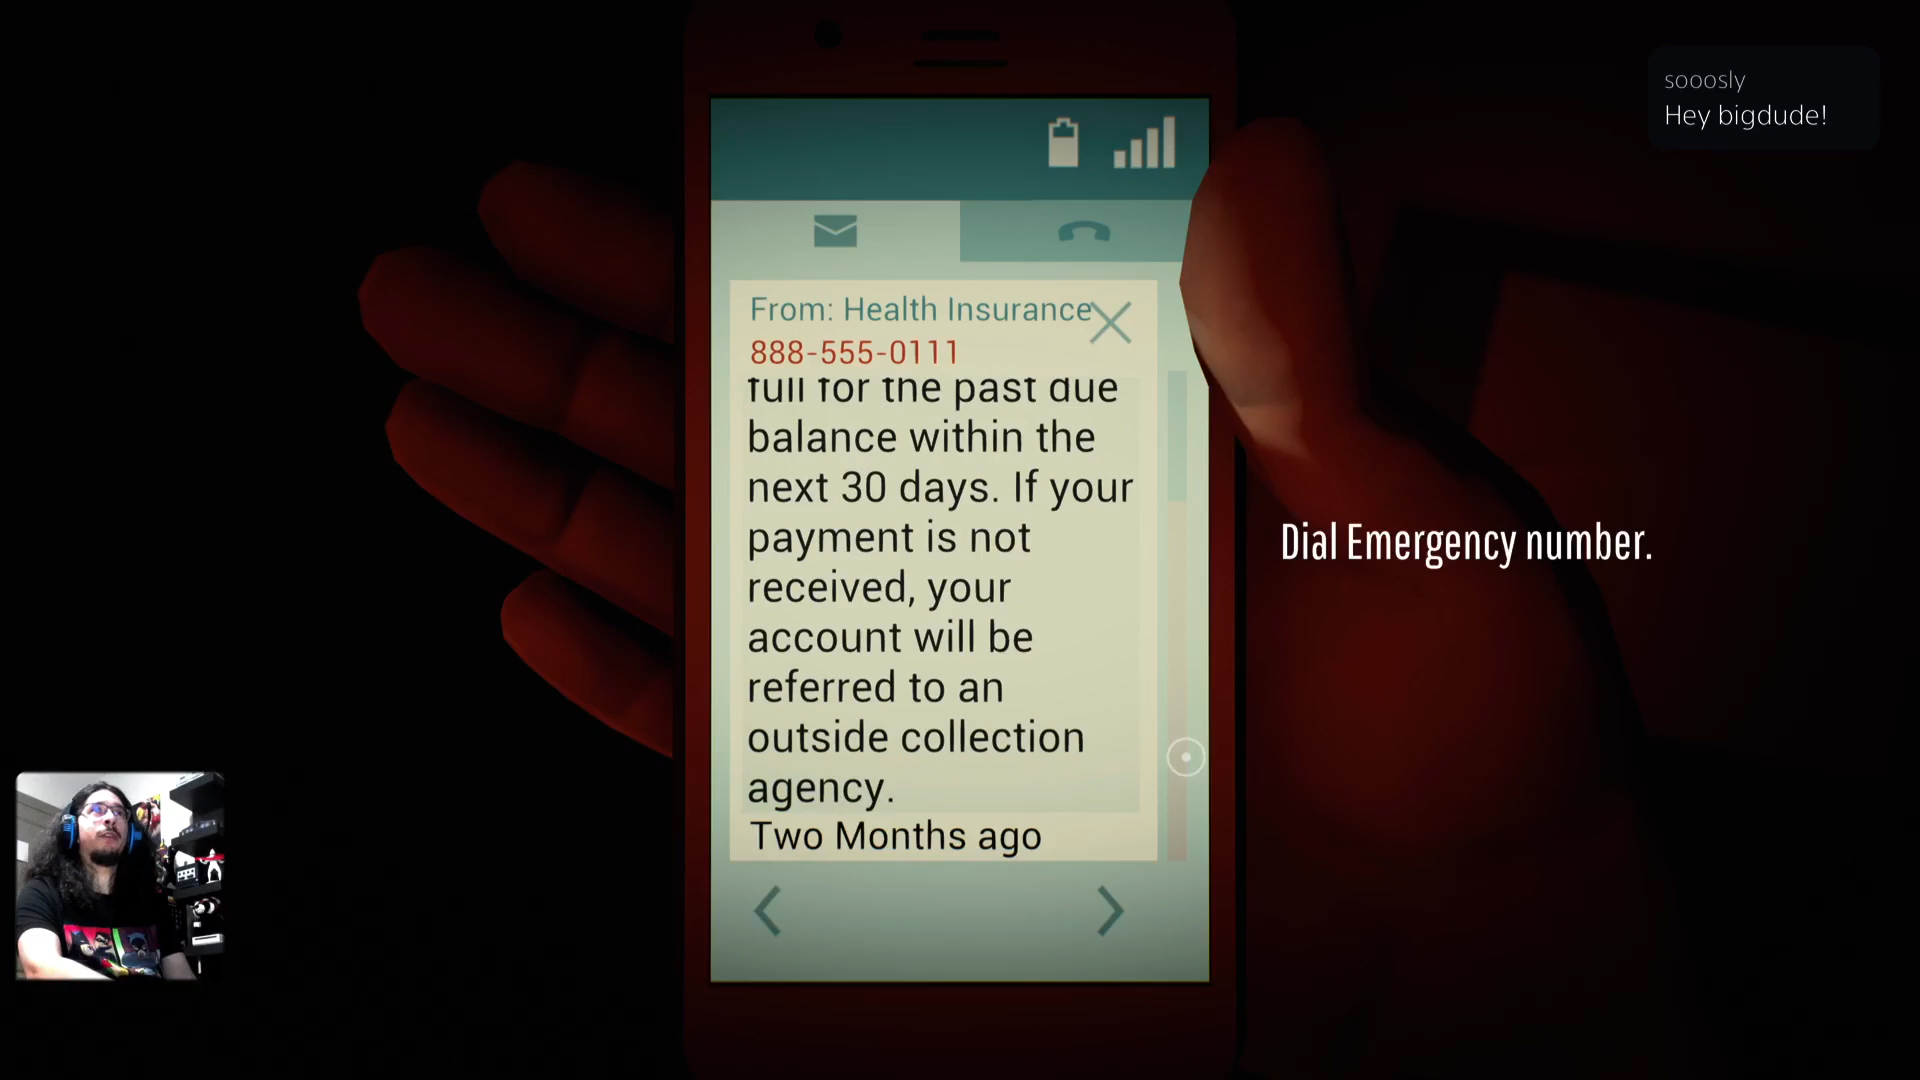 sooosly
Hey bigdude!
From: Health Insurance
888-555-0111
full for the past due
balance within the
next 30 days. If your
payment is not
received, your
account will be
referred to an
outside collection
agency.
Two Months ago
Dial Emergency number.